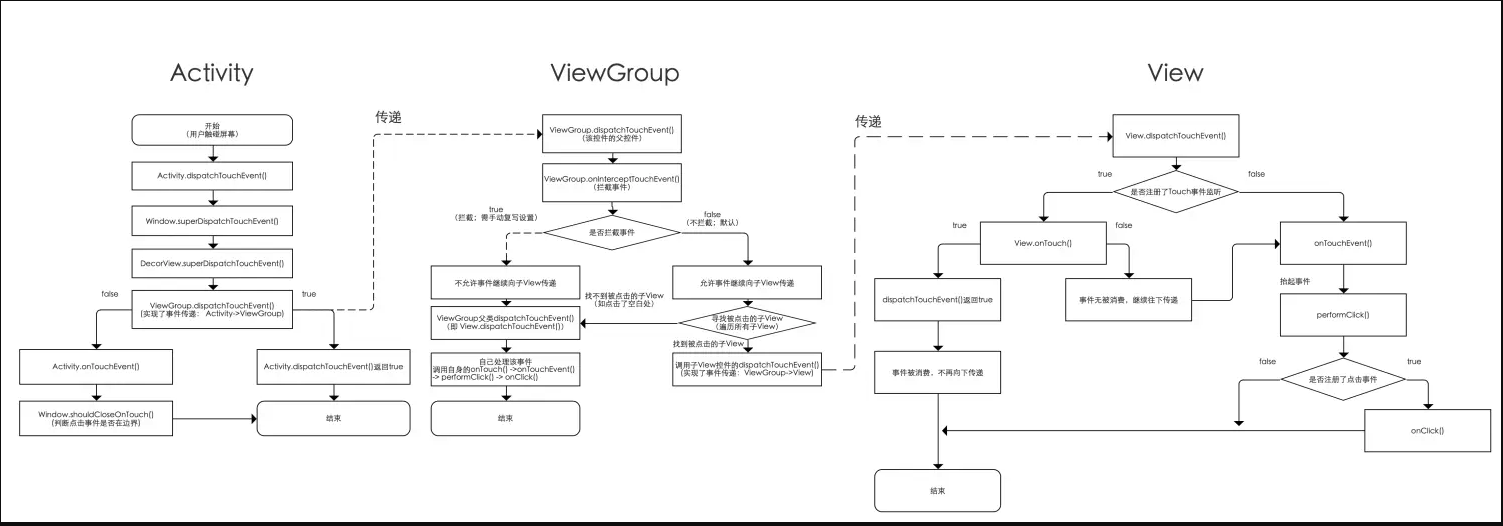 Activity
开始
（用户触碰屏幕）
Activity.dispatchTouchEvent()
Window.superDispatchTouchEvent()
DecorView.superDispatchTouchEvent()
ViewGroup.dispatchTouchEvent()
(实现了事件传递： Activity->ViewGroup)
false
true
Activity.onTouchEvent()
Activity.dispatchTouchEvent()返回true
Window.shouldCloseOnTouch()
(判断点击事件是否在边界)
结束
传递
ViewGroup
ViewGroup.dispatchTouchEvent()
（该控件的父控件）
ViewGroup.onInterceptTouchEvent()
（拦截事件）
true
（拦截；需手动复写设置）
false
（不拦截；默认）
是否拦截事件
不允许事件继续向子View传递
允许事件继续向子View传递
找不到被点击的子View
（如点击了空白处）
ViewGroup父类dispatchTouchEvent()
（即 View.dispatchTouchEvent()）
寻找被点击的子View
（遍历所有子View）
找到被点击的子View
自己处理该事件
调用自身的onTouch() ->onTouchEvent()
-> performClick() -> onClick()
调用子View控件的dispatchTouchEvent()
(实现了事件传递：ViewGroup->View)
结束
传递
View
View.dispatchTouchEvent()
true
false
是否注册了Touch事件监听
View.onTouch()
onTouchEvent()
true
false
dispatchTouchEvent()返回true
事件无被消费，继续往下传递
抬起事件
performClick()
事件被消费，不再向下传递
false
true
是否注册了点击事件
onClick()
结束